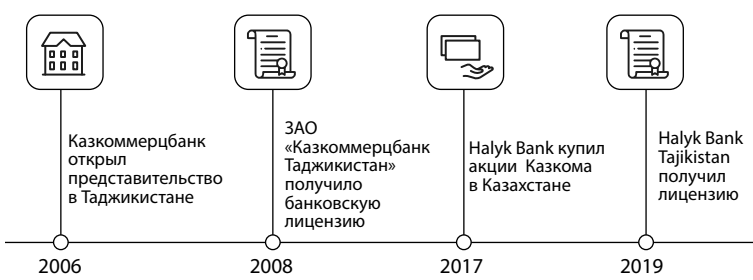 Казкоммерцбанк
открыл
представительство
в Таджикистане
ЗАО
«Казкоммерцбанк
Таджикистан»
получило
банковскую
лицензию
Halyk Bank купил
акции Казкома
в Казахстане
Halyk Bank
Tajikistan
получил
лицензию
2006
2008
2017
2019